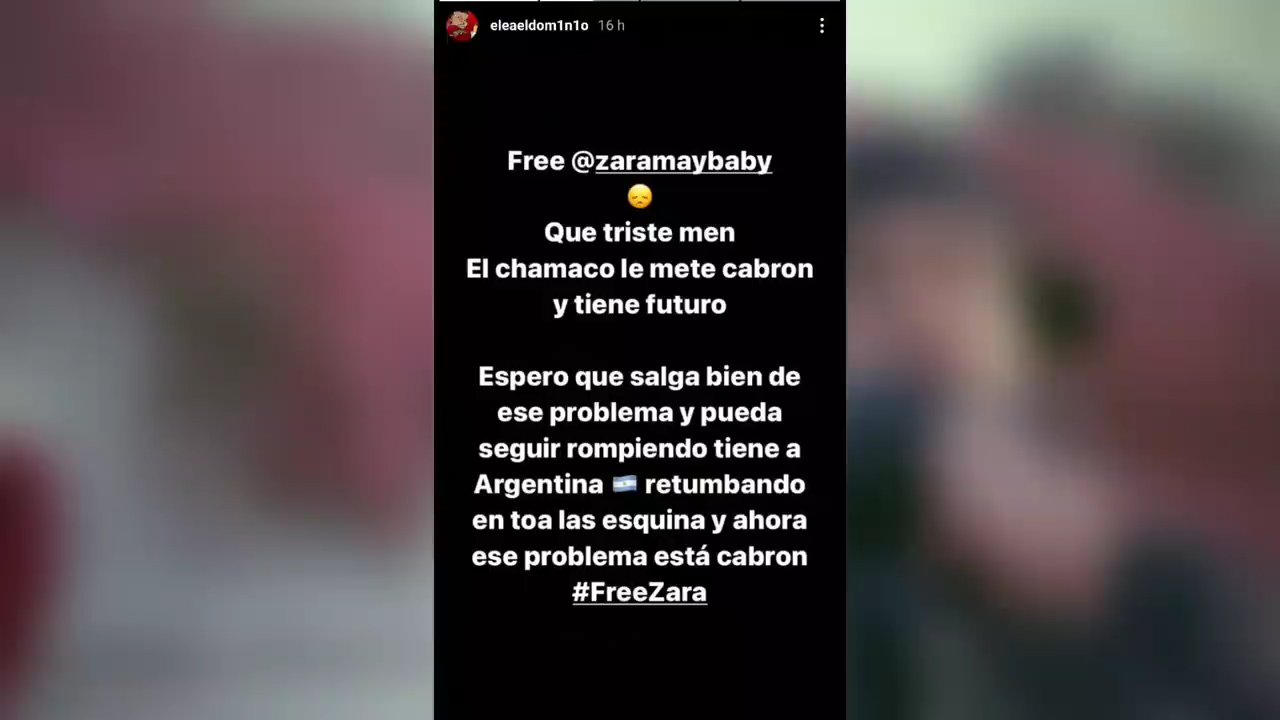 eleaeldom1n1o 16 h
Free @zaramaybaby
😞
Que triste men
El chamaco le mete cabron
y tiene futuro
Espero que salga bien de
ese problema y pueda
seguir rompiendo tiene a
Argentina 🇦🇷 retumbando
en toa las esquina y ahora
ese problema está cabron
#FreeZara